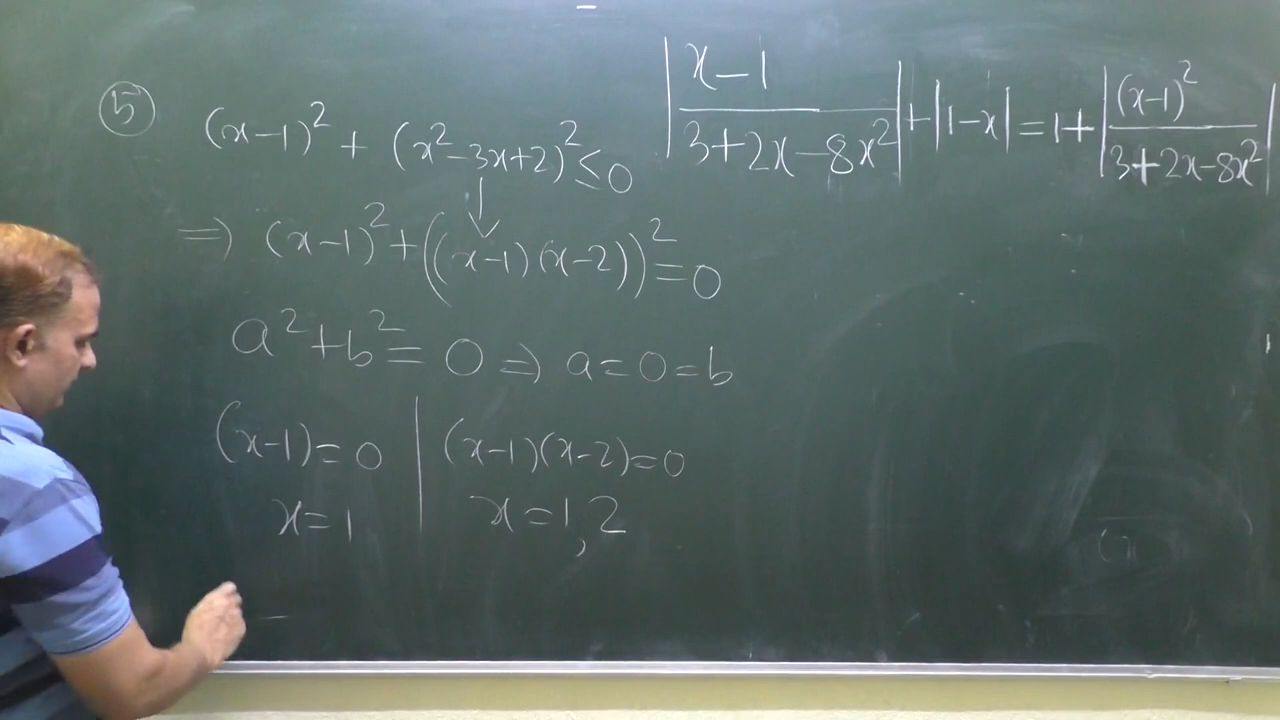 ⑤ (x-1)² + (x²-3x+2)² ≤ 0
⇒ (x-1)² + ((x-1)(x-2))² = 0
a² + b² = 0 ⇒ a = 0 = b
(x-1) = 0 | (x-1)(x-2) = 0
x = 1 | x = 1, 2
|(x-1)/(3+2x-8x²)| + |1-x| = 1 + |(x-1)²/(3+2x-8x²)|